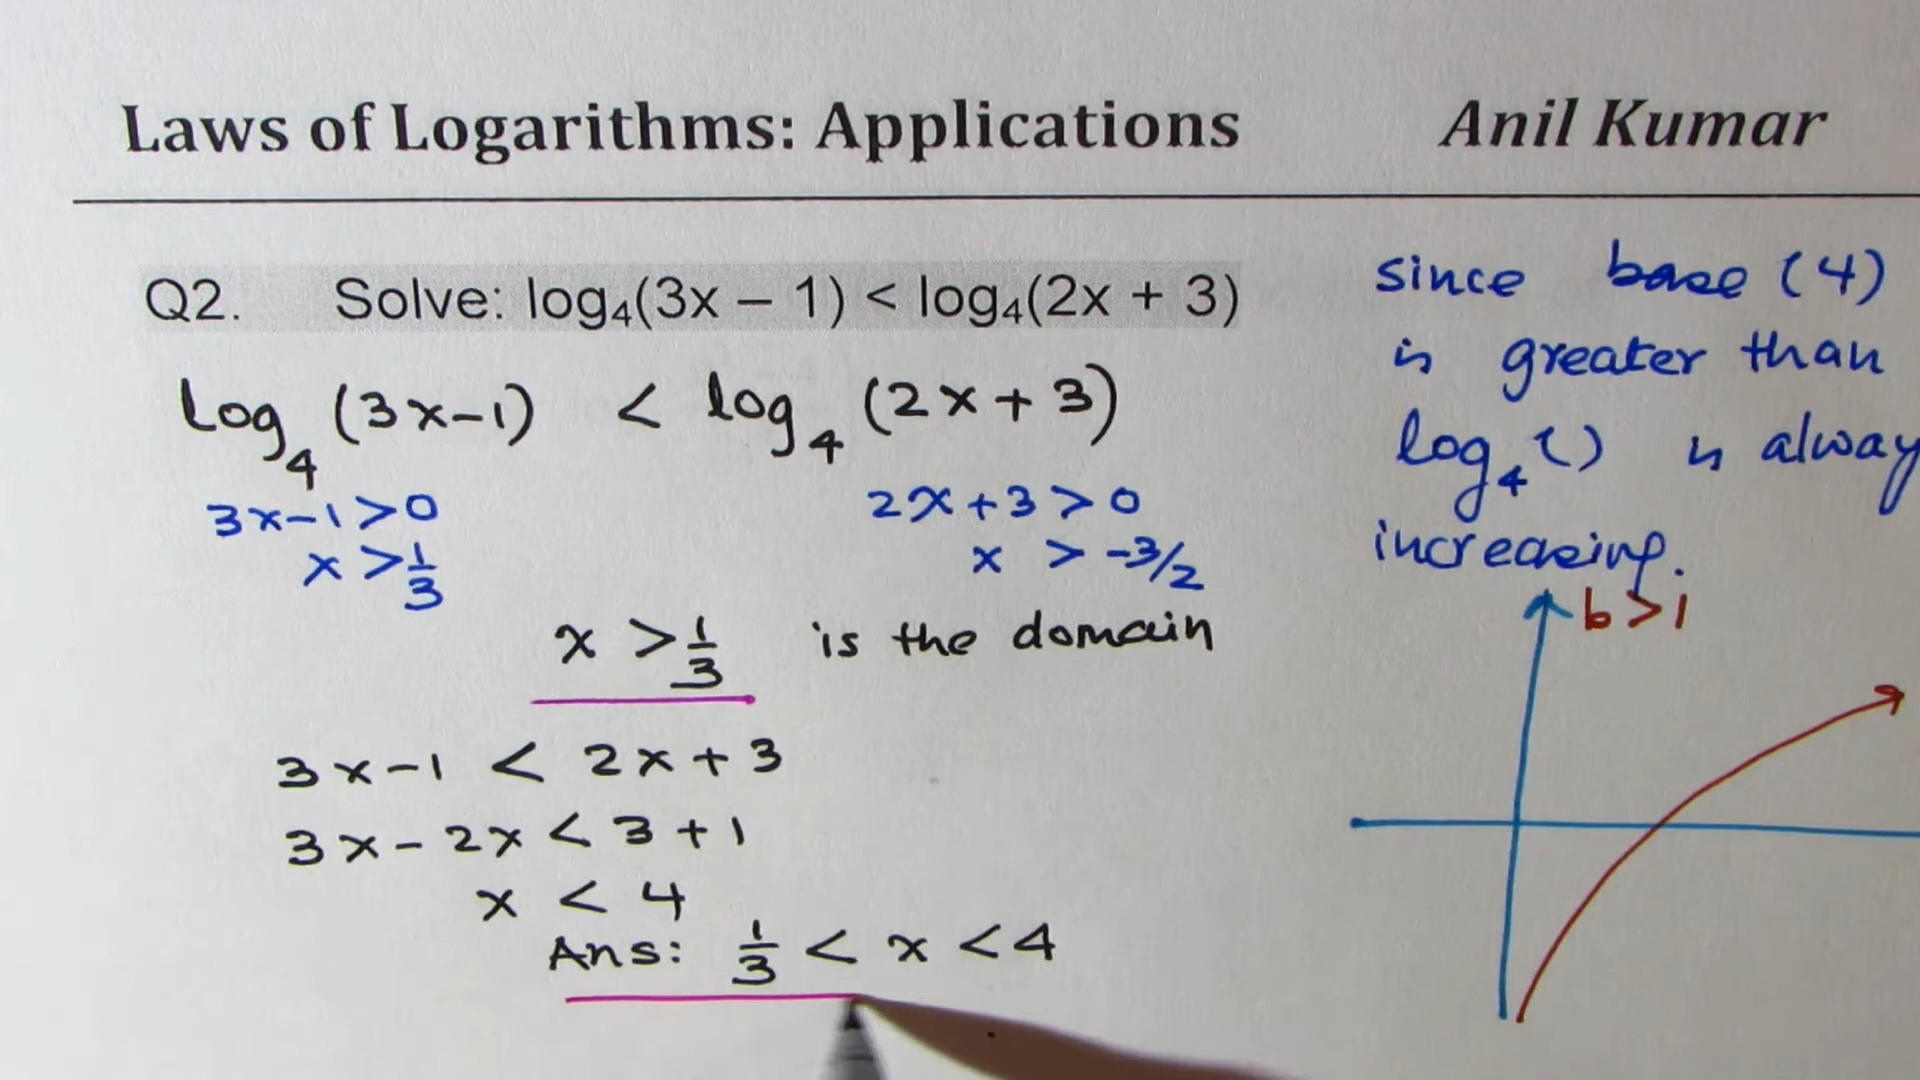 Laws of Logarithms: Applications Anil Kumar
Q2. Solve: log₄(3x – 1) < log₄(2x + 3)
log₄ (3x-1) < log₄ (2x+3)
3x-1>0 2x+3>0
x >1/3 x > -3/2
x >1/3 is the domain
3x-1 < 2x+3
3x-2x<3+1
x < 4
Ans: 1/3 < x <4
since base (4)
is greater than
log₄ () is alway
increasing.
b>1